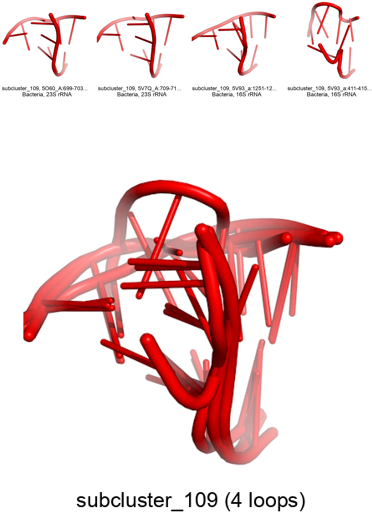 subcluster_109, 5O60_A:699-703...
Bacteria, 23S rRNA
subcluster_109, 5V7Q_A:709-71...
Bacteria, 23S rRNA
subcluster_109, 5V93_a:1251-12...
Bacteria, 16S rRNA
subcluster_109, 5V93_a:411-415...
Bacteria, 16S rRNA
subcluster_109 (4 loops)